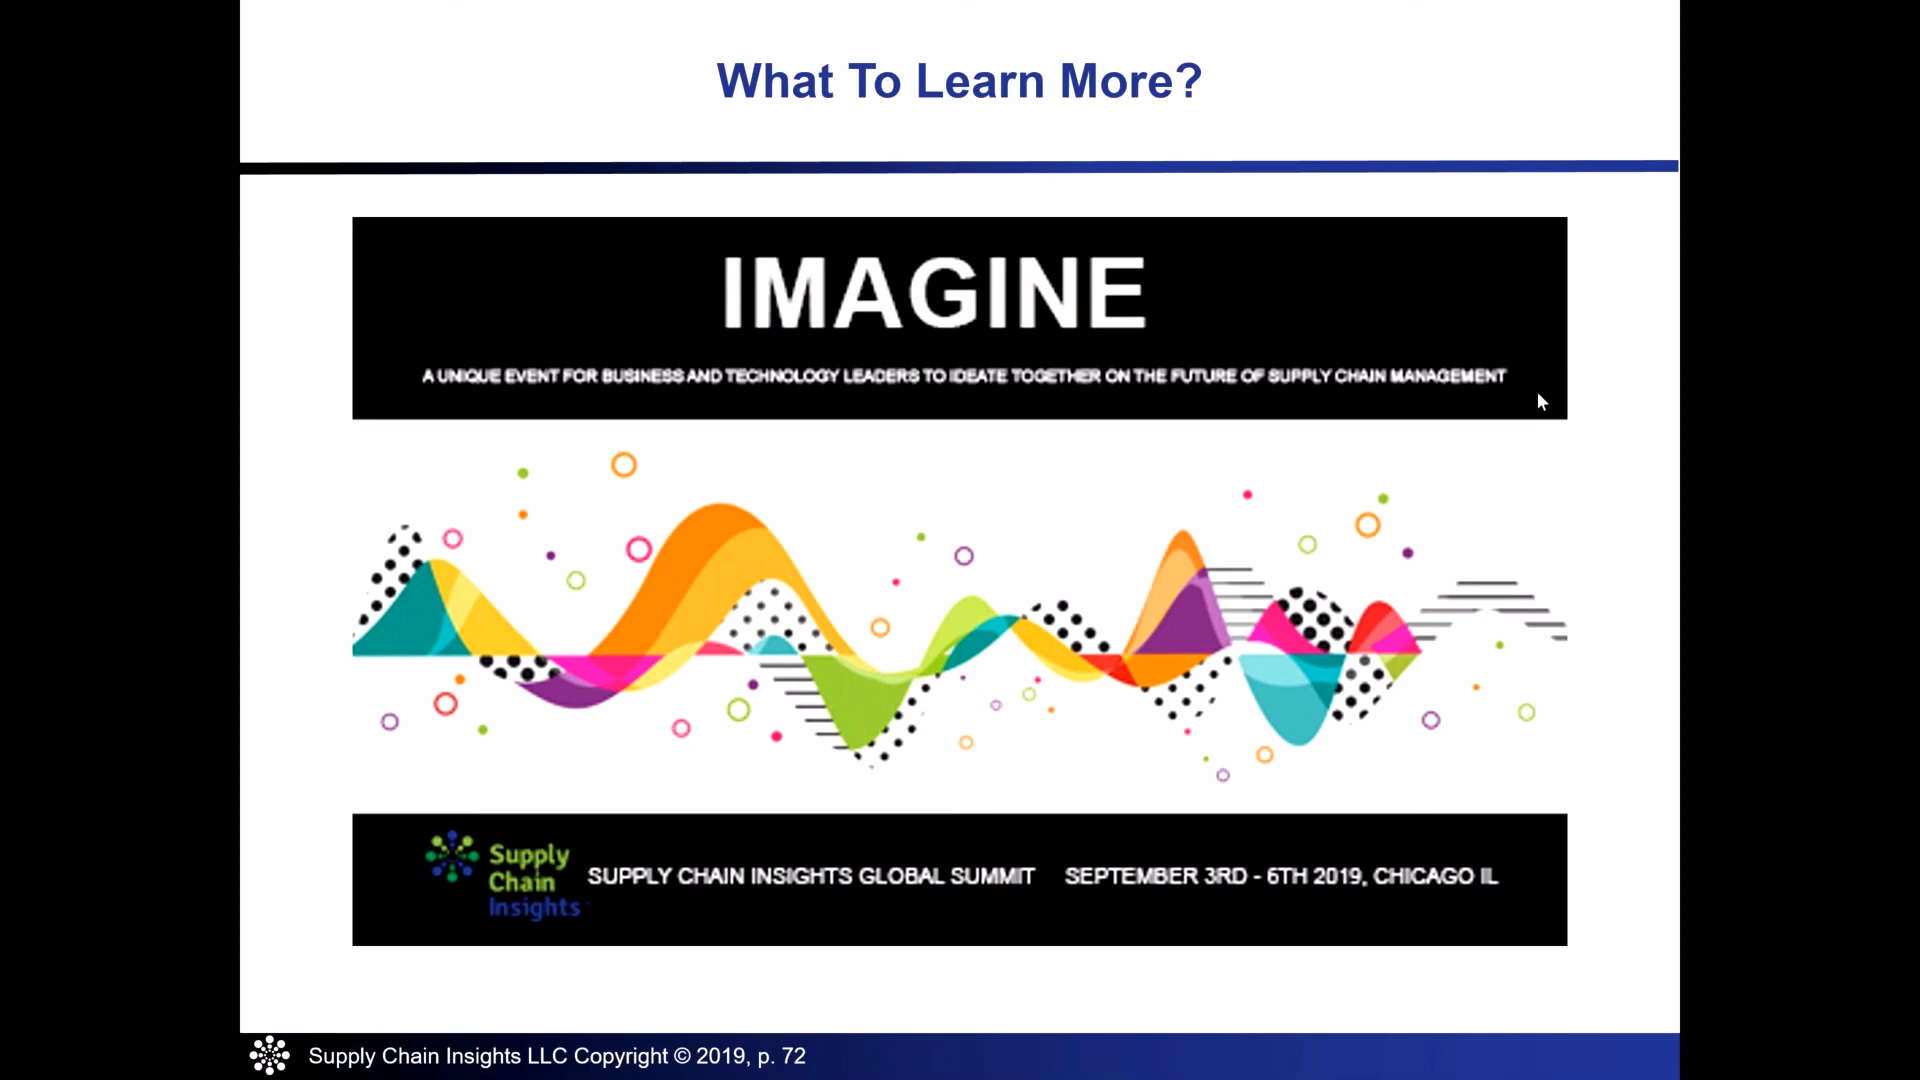 What To Learn More?
IMAGINE
A UNIQUE EVENT FOR BUSINESS AND TECHNOLOGY LEADERS TO IDEATE TOGETHER ON THE FUTURE OF SUPPLY CHAIN MANAGEMENT
Supply
Chain
Insights
SUPPLY CHAIN INSIGHTS GLOBAL SUMMIT SEPTEMBER 3RD - 6TH 2019, CHICAGO IL
Supply Chain Insights LLC Copyright © 2019, p. 72